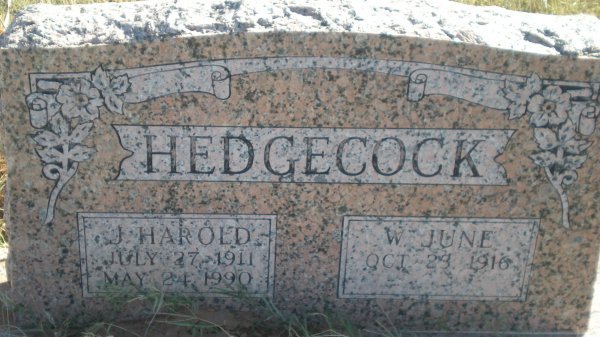 HEDGECOCK
J. HAROLD
JULY 27, 1911
MAY 24, 1990
W. JUNE
OCT. 23, 1916